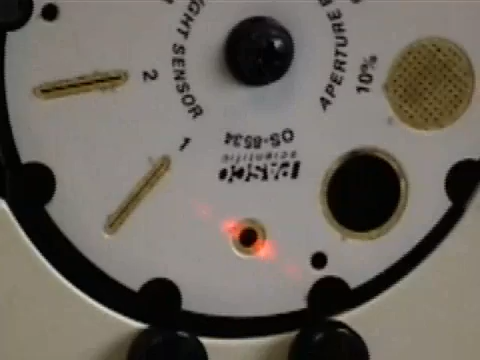 LIGHT SENSOR
APERTURE B
10%
2
1
OS-8534
scientific
PASCO